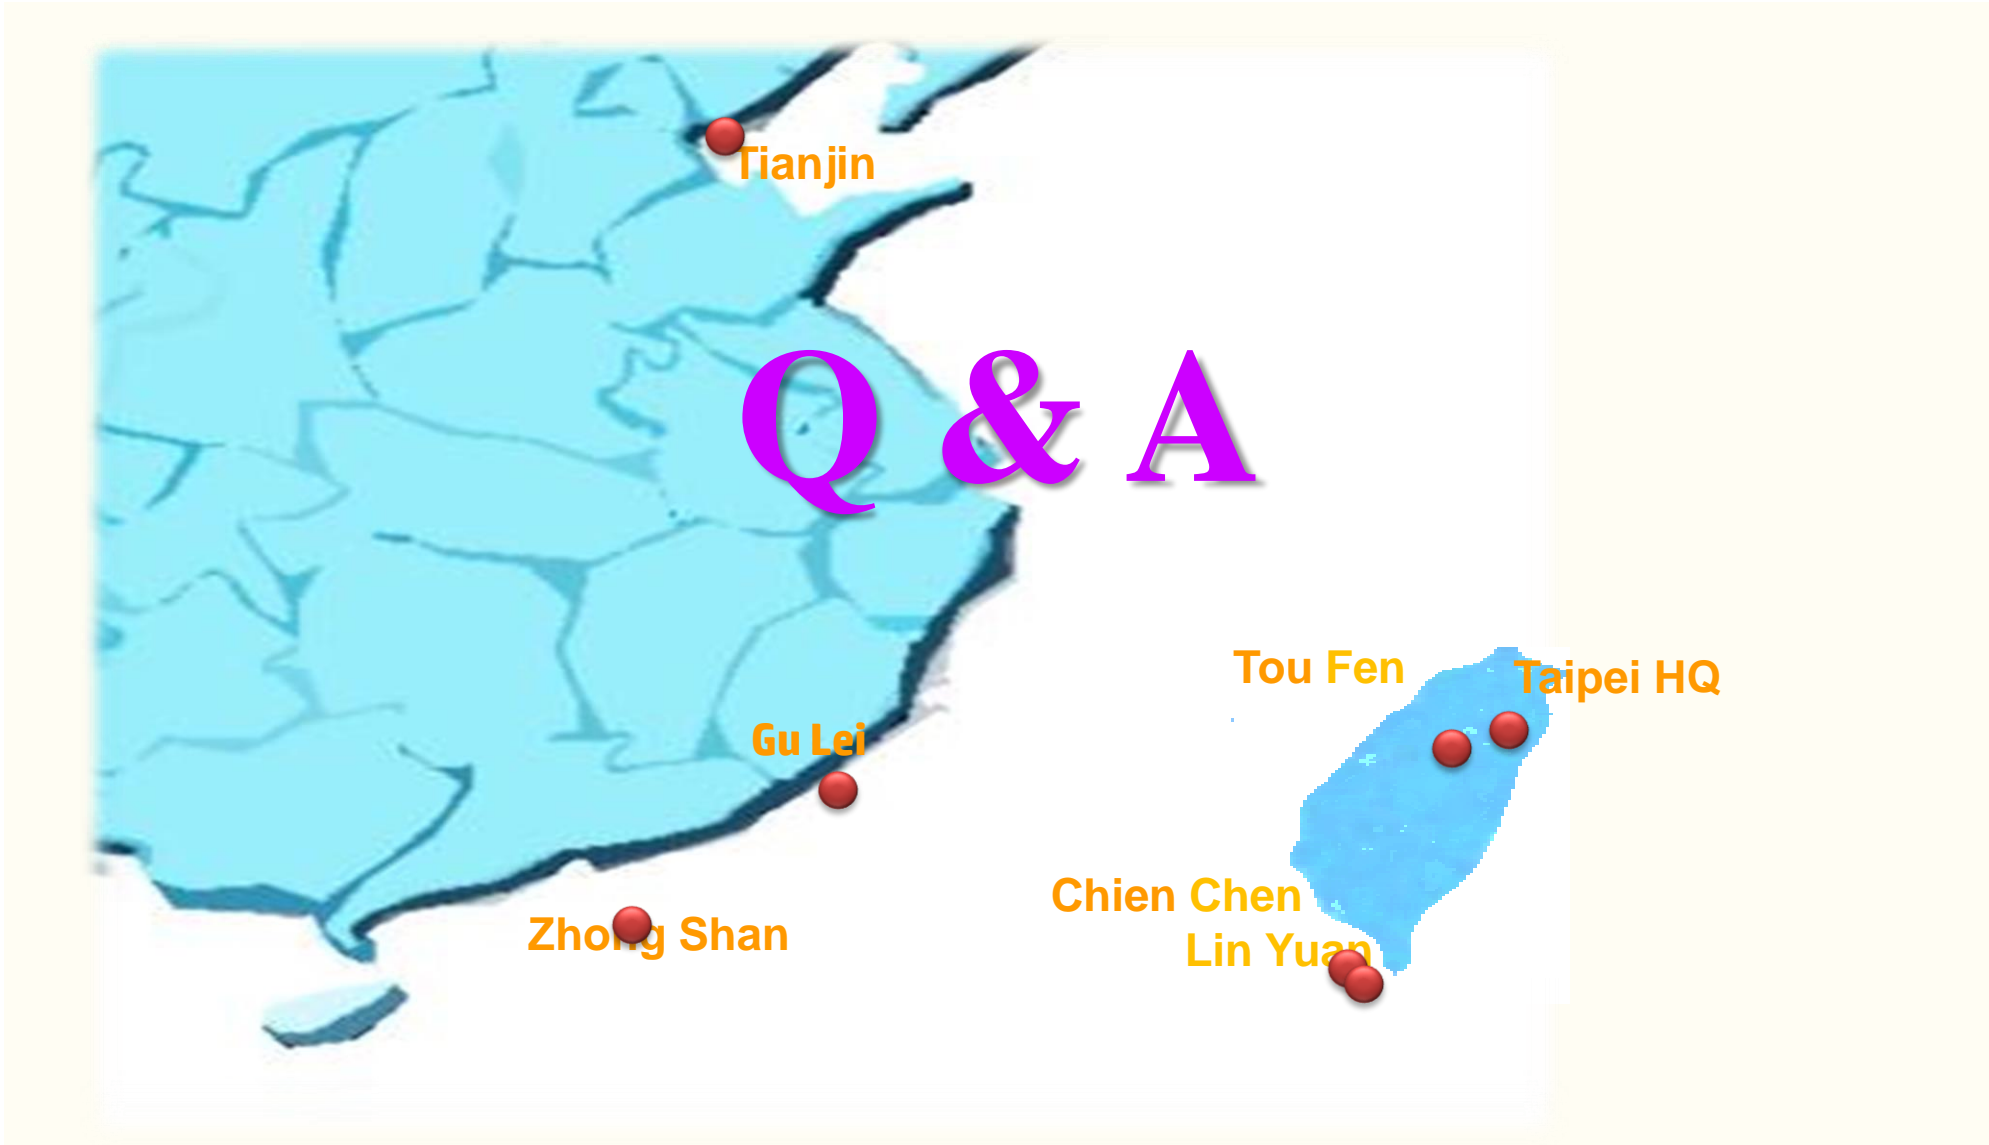 Tianjin
Q & A
Tou Fen
Taipei HQ
Gu Lei
Chien Chen
Zhong Shan
Lin Yuan